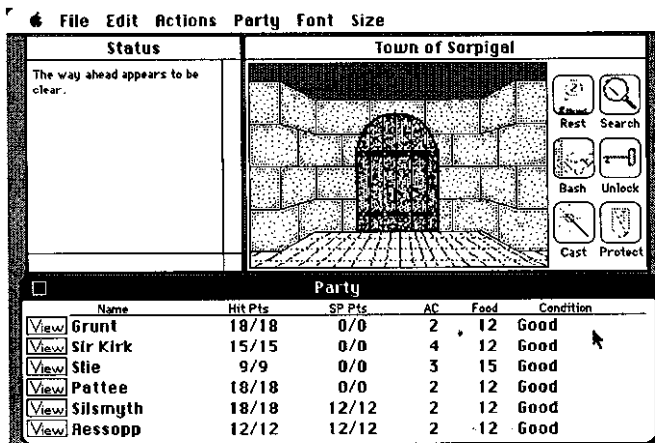 File Edit Actions Party Font Size
Status
Town of Sorpigal
The way ahead appears to be
clear.
Rest Search
Bash Unlock
Cast Protect
Party
Name Hit Pts SP Pts AC Food Condition
View Grunt 18/18 0/0 2 12 Good
View Sir Kirk 15/15 0/0 4 12 Good
View Slie 9/9 0/0 3 15 Good
View Pattee 18/18 0/0 2 12 Good
View Silsmyth 18/18 12/12 2 12 Good
View Aessopp 12/12 12/12 2 12 Good